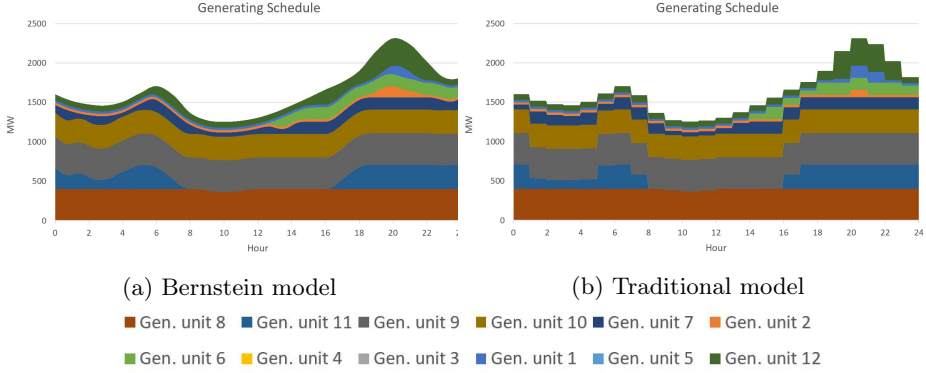 Generating Schedule
2500
2000
1500
1000
500
0
MW
0 2 4 6 8 10 12 14 16 18 20 22 2
Hour
(a) Bernstein model
Generating Schedule
2500
2000
1500
1000
500
0
MW
0 2 4 6 8 10 12 14 16 18 20 22 24
Hour
(b) Traditional model
Gen. unit 8 Gen. unit 11 Gen. unit 9 Gen. unit 10 Gen. unit 7 Gen. unit 2
Gen. unit 6 Gen. unit 4 Gen. unit 3 Gen. unit 1 Gen. unit 5 Gen. unit 12